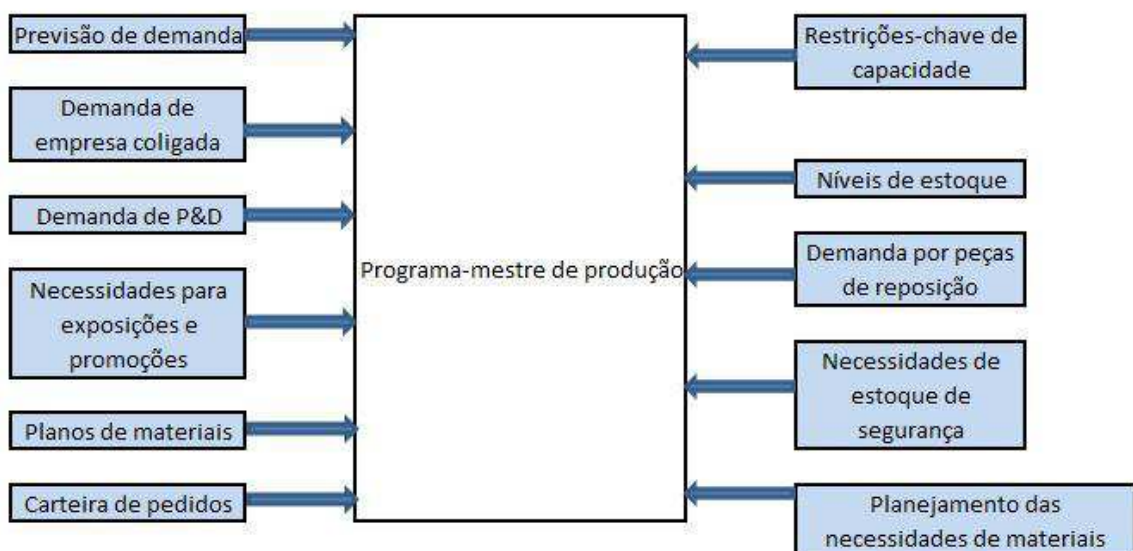 Previsão de demanda
Demanda de
empresa coligada
Demanda de P&D
Necessidades para
exposições e
promoções
Planos de materiais
Carteira de pedidos
Programa-mestre de produção
Restrições-chave de
capacidade
Níveis de estoque
Demanda por peças
de reposição
Necessidades de
estoque de
segurança
Planejamento das
necessidades de materiais